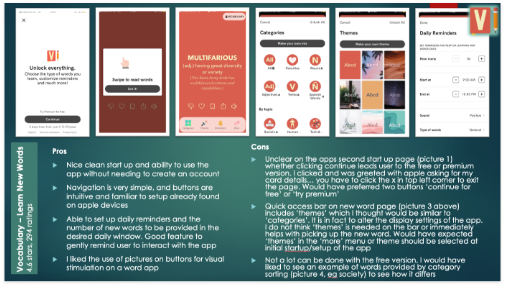 Unlock everything.
Choose the type of words you
learn, customize reminders
and much more!
Continue
Swipe to read words
Got it!
MULTIFARIOUS
(adj.) having great diversity
or variety
Categories
Make your own mix
All
Adj
By topic
Themes
Make your own theme
Abcd
Abcd
Abcd
Daily Reminders
How many
Start at
End at
Sound
Type of words
V
Vocabulary – Learn New Words
4.6 stars, 294 ratings
Pros
Nice clean start up and ability to use the
app without needing to create an account
Navigation is very simple, and buttons are
intuitive and familiar to setup already found
on apple devices
Able to set up daily reminders and the
number of new words to be provided in the
desired daily window. Good feature to
gently remind user to interact with the app
I liked the use of pictures on buttons for visual
stimulation on a word app
Cons
Unclear on the apps second start up page (picture 1)
whether clicking continue leads user to the free or premium
version. I clicked and was greeted with apple asking for my
card details... you have to click the x in top left corner to exit
the page. Would have preferred two buttons 'continue for
free' or 'try premium'
Quick access bar on new word page (picture 3 above)
includes 'themes' which I thought would be similar to
'categories'. It is in fact to alter the display settings of the app.
I do not think 'themes' is needed on the bar or immediately
helps with picking up the new word. Would have expected
'themes' in the 'more' menu or theme should be selected at
initial startup/setup of the app
Not a lot can be done with the free version. I would have
liked to see an example of words provided by category
sorting (picture 4, eg society) to see how it differs